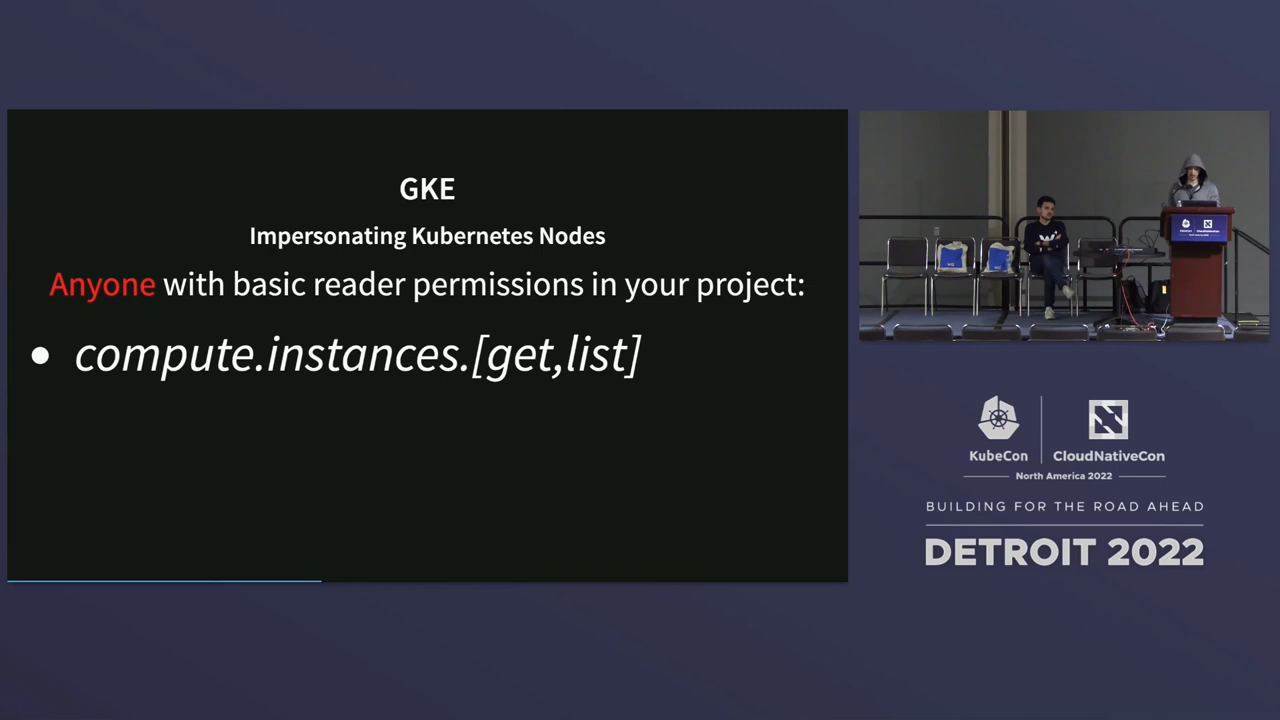 GKE
Impersonating Kubernetes Nodes
Anyone with basic reader permissions in your project:
• compute.instances.[get,list]
KubeCon
CloudNativeCon
North America 2022
BUILDING FOR THE ROAD AHEAD
DETROIT 2022